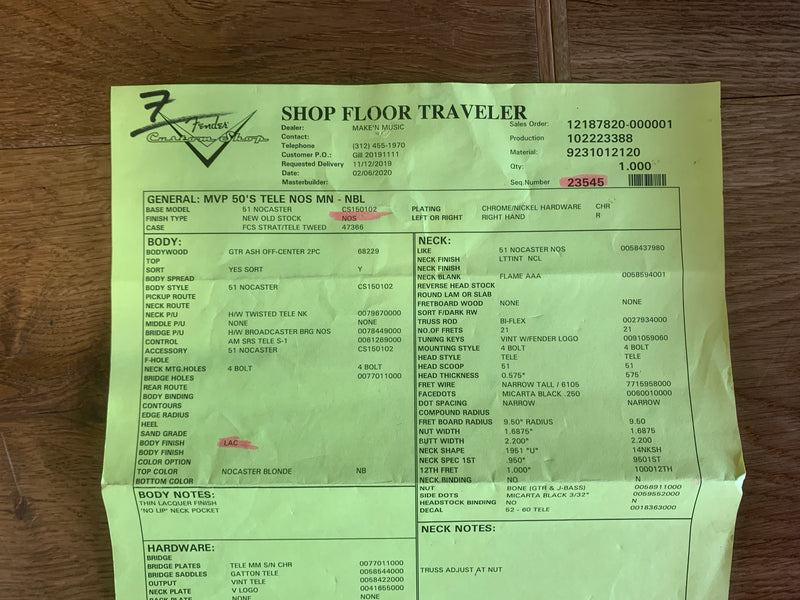 7
Fender
Custom Shop
SHOP FLOOR TRAVELER
Dealer: MAKE'N MUSIC
Contact:
Telephone (312) 455-1970
Customer P.O.: Gill 20191111
Requested Delivery 11/12/2019
Date: 02/06/2020
Masterbuilder:
Sales Order: 12187820-000001
Production 102223388
Material: 9231012120
Qty: 1.000
Seq.Number 23545
GENERAL: MVP 50'S TELE NOS MN - NBL
BASE MODEL 51 NOCASTER CS150102 PLATING CHROME/NICKEL HARDWARE CHR
FINISH TYPE NEW OLD STOCK NOS LEFT OR RIGHT RIGHT HAND R
CASE FCS STRAT/TELE TWEED 47366
BODY:
BODYWOOD GTR ASH OFF-CENTER 2PC 68229
TOP
SORT YES SORT Y
BODY SPREAD
BODY STYLE 51 NOCASTER CS150102
PICKUP ROUTE
NECK ROUTE
NECK P/U H/W TWISTED TELE NK 0079670000
MIDDLE P/U NONE NONE
BRIDGE P/U H/W BROADCASTER BRG NOS 0078449000
CONTROL AM SRS TELE S-1 0061269000
ACCESSORY 51 NOCASTER CS150102
F-HOLE
NECK MTG.HOLES 4 BOLT 4 BOLT
BRIDGE HOLES 0077011000
REAR ROUTE
BODY BINDING
CONTOURS
EDGE RADIUS
HEEL
SAND GRADE
BODY FINISH LAC
BODY FINISH
COLOR OPTION
TOP COLOR NOCASTER BLONDE NB
BOTTOM COLOR
BODY NOTES:
THIN LACQUER FINISH
'NO LIP' NECK POCKET
HARDWARE:
BRIDGE
BRIDGE PLATES TELE MM S/N CHR 0077011000
BRIDGE SADDLES GATTON TELE 0058544000
OUTPUT VINT TELE 0058422000
NECK PLATE V LOGO 0041655000
BACK PLATE NONE NONE
NECK:
LIKE 51 NOCASTER NOS 0058437980
NECK FINISH LTTINT NCL
NECK FINISH
NECK BLANK FLAME AAA 0058594001
REVERSE HEAD STOCK
ROUND LAM OR SLAB
FRETBOARD WOOD NONE NONE
SORT F/DARK RW
TRUSS ROD BI-FLEX 0027934000
NO.OF FRETS 21 21
TUNING KEYS VINT W/FENDER LOGO 0091059060
MOUNTING STYLE 4 BOLT 4 BOLT
HEAD STYLE TELE TELE
HEAD SCOOP 51 51
HEAD THICKNESS 0.575" 575
FRET WIRE NARROW TALL / 6105 7715958000
FACEDOTS MICARTA BLACK .250 0060010000
DOT SPACING NARROW NARROW
COMPOUND RADIUS
FRET BOARD RADIUS 9.50" RADIUS 9.50
NUT WIDTH 1.6875" 1.6875
BUTT WIDTH 2.200" 2.200
NECK SHAPE 1951 "U" 14NKSH
NECK SPEC 1ST .950" 9501ST
12TH FRET 1.000" 100012TH
NECK BINDING NO N
NUT BONE (GTR & J-BASS) 0058911000
SIDE DOTS MICARTA BLACK 3/32" 0059552000
HEADSTOCK BINDING NO N
DECAL 52 - 60 TELE 0018363000
NECK NOTES:
TRUSS ADJUST AT NUT